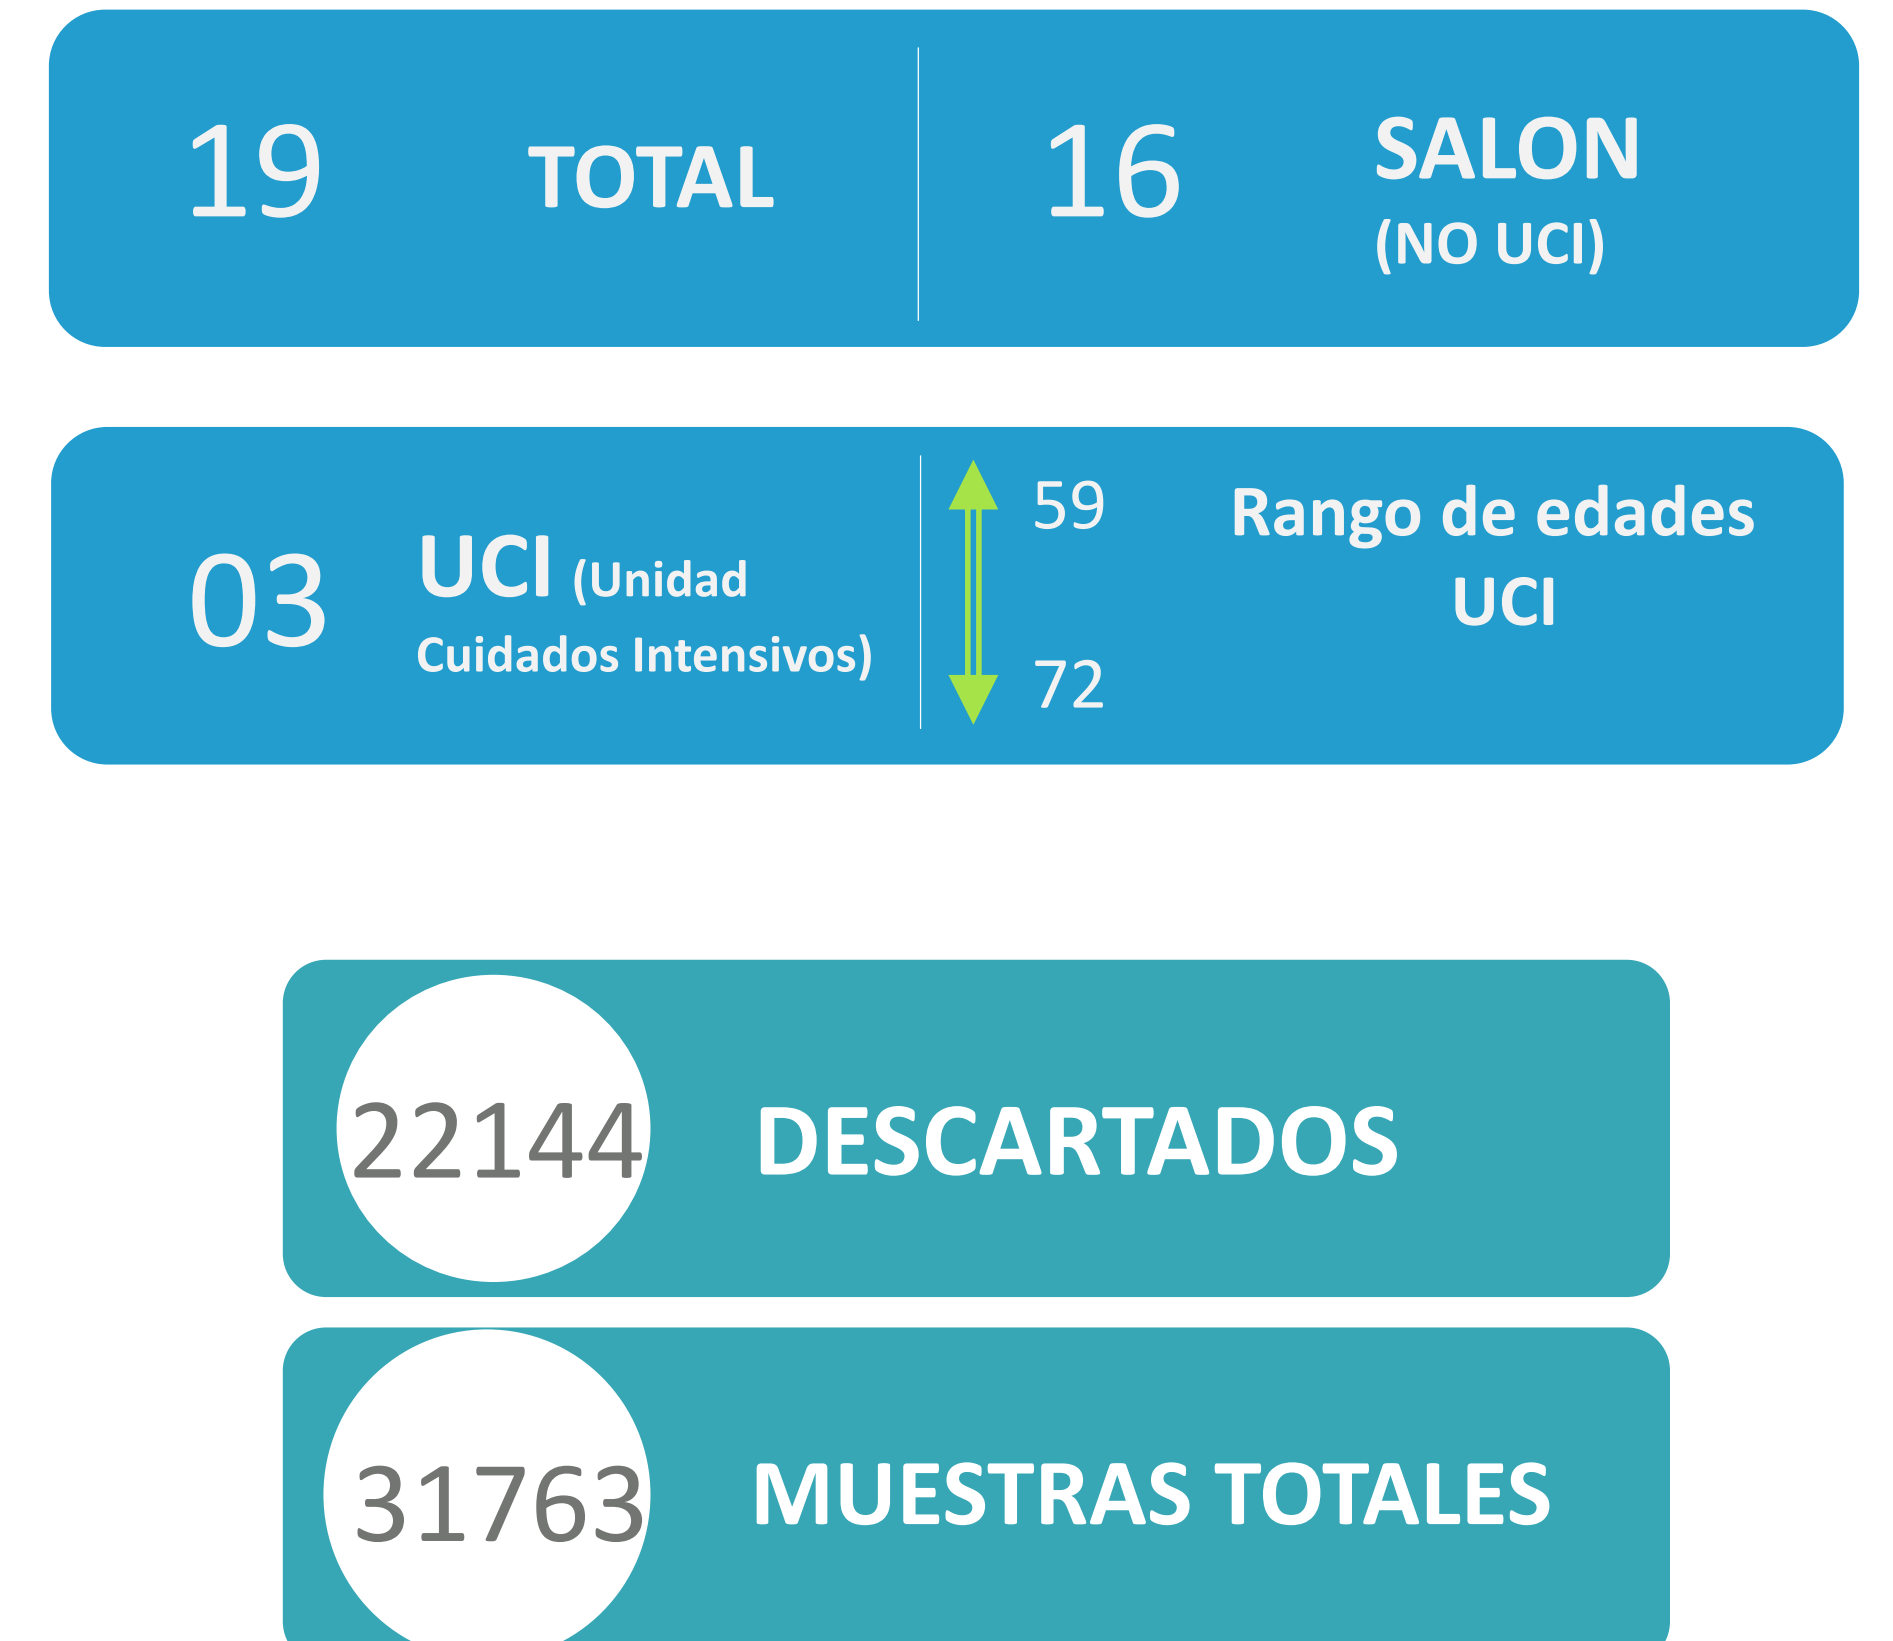 19 TOTAL
16 SALON
(NO UCI)
03 UCI (Unidad
Cuidados Intensivos)
59
72
Rango de edades
UCI
22144 DESCARTADOS
31763 MUESTRAS TOTALES